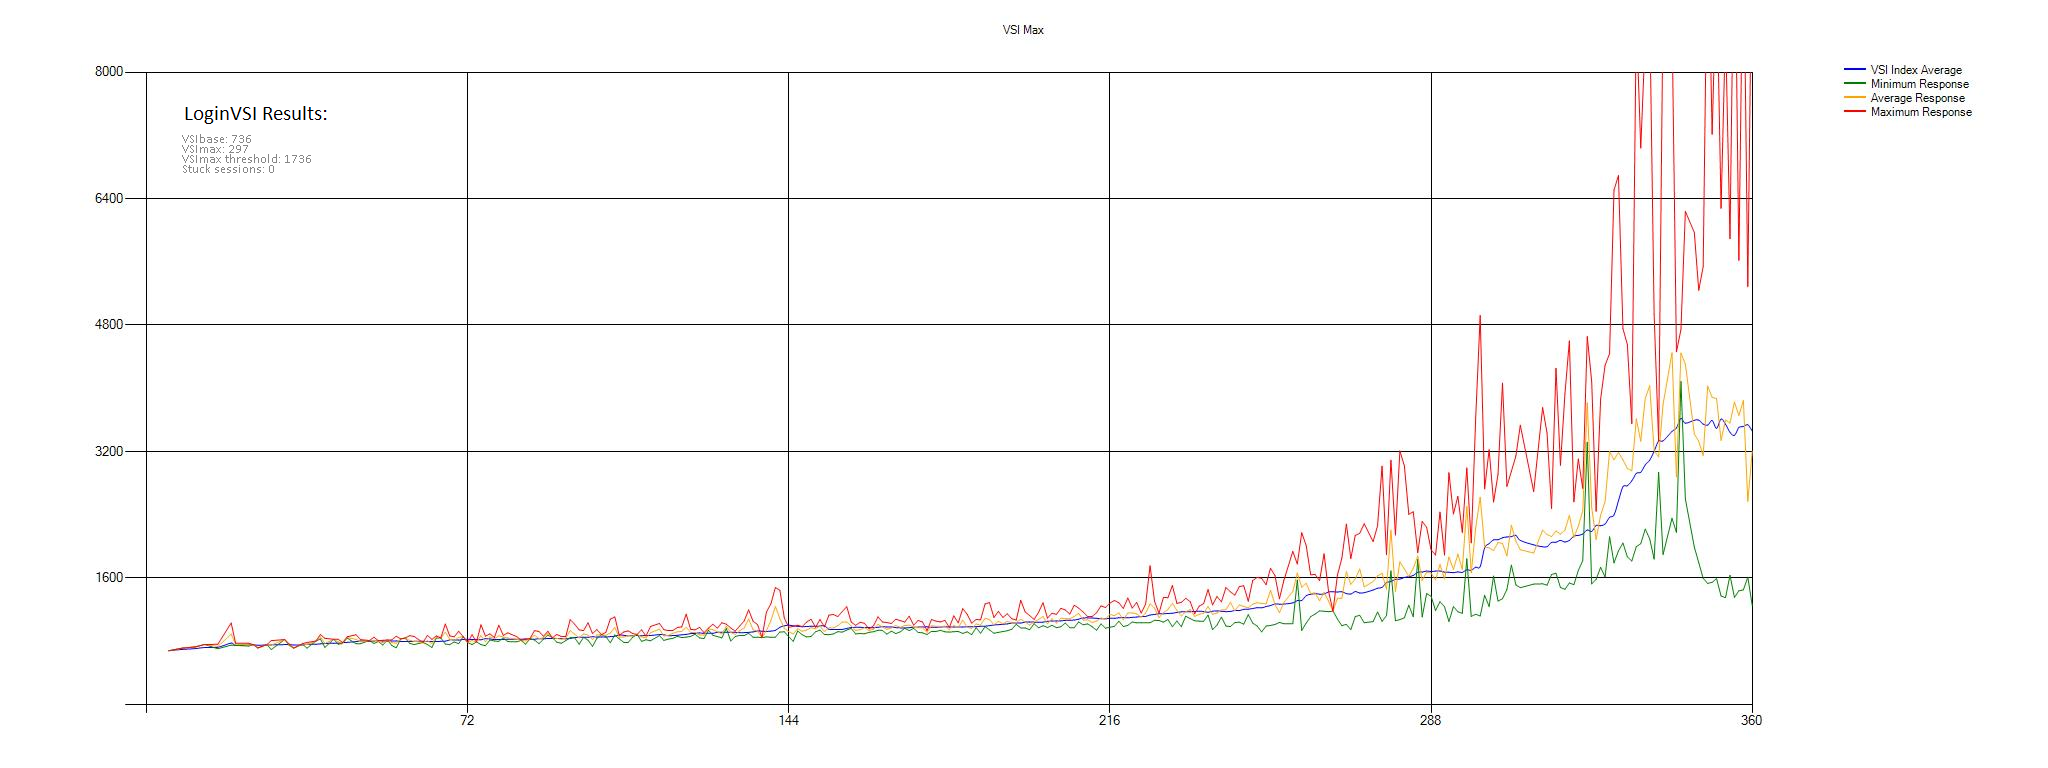 VSI Max
8000
6400
4800
3200
1600
72
144
216
288
360
LoginVSI Results:
VSIbase: 736
VSImax: 297
VSImax threshold: 1736
Stuck sessions: 0
VSI Index Average
Minimum Response
Average Response
Maximum Response